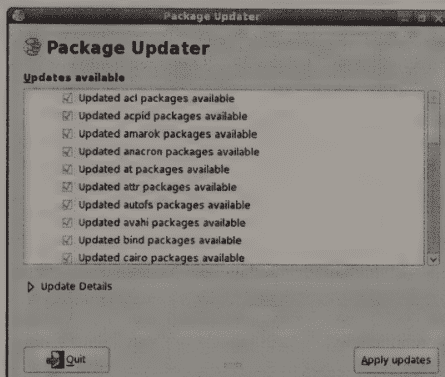 Package Updater
Package Updater
Updates available
Updated acl packages available
Updated acpid packages available
Updated amarok packages available
Updated anacron packages available
Updated at packages available
Updated attr packages available
Updated autofs packages available
Updated avahi packages available
Updated bind packages available
Updated cairo packages available
Update Details
Quit
Apply updates